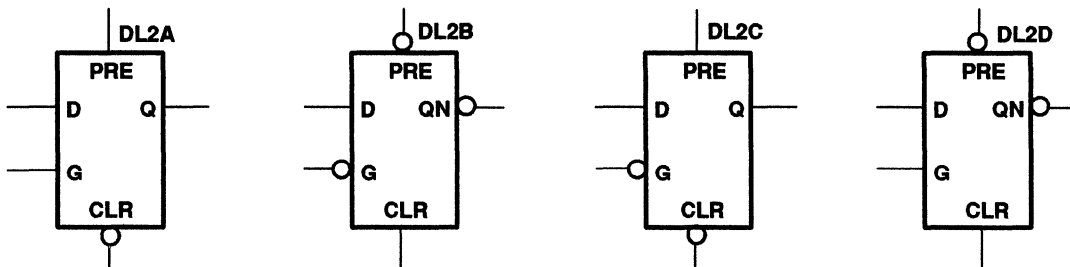 DL2A
PRE
D Q
G
CLR
DL2B
PRE
D QN
G
CLR
DL2C
PRE
D Q
G
CLR
DL2D
PRE
D QN
G
CLR